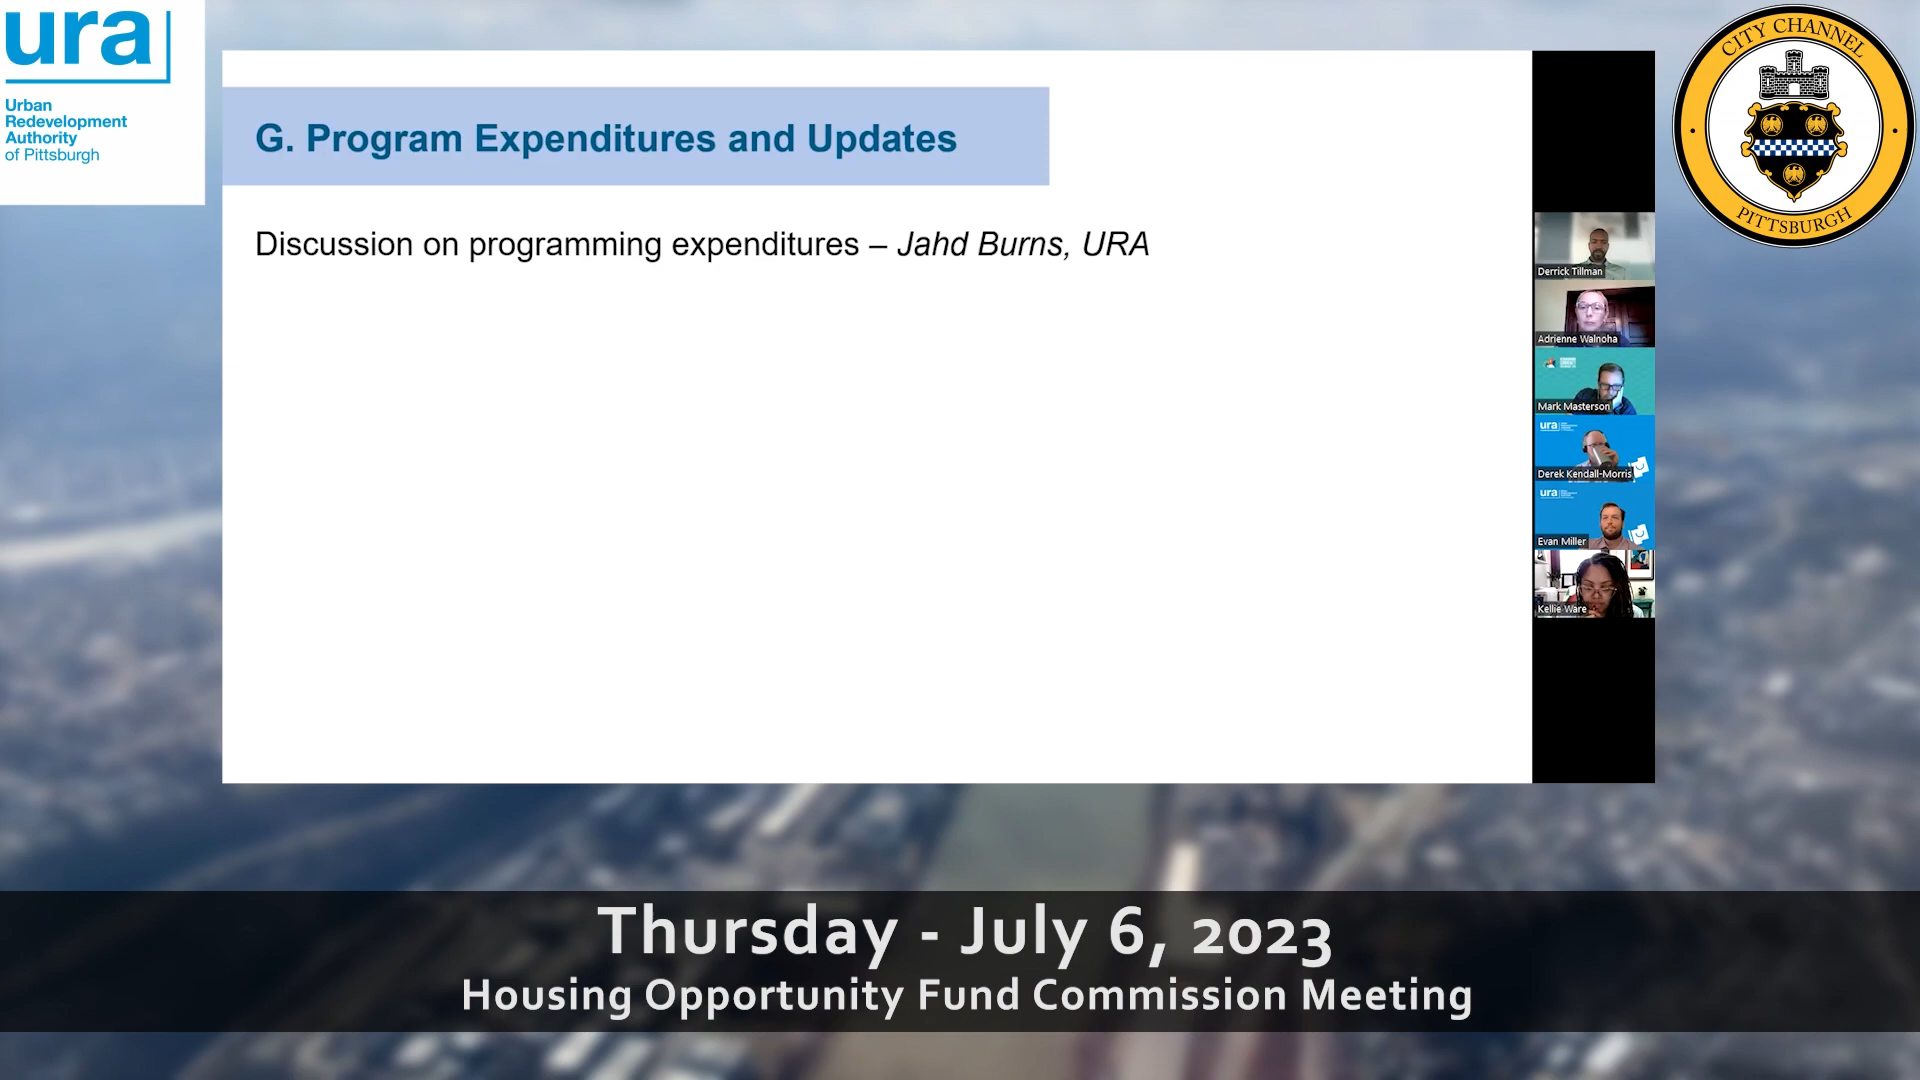 ura
Urban
Redevelopment
Authority
of Pittsburgh
CITY CHANNEL
PITTSBURGH
G. Program Expenditures and Updates
Discussion on programming expenditures – Jahd Burns, URA
Derrick Tillman
Adrienne Walnoha
Mark Masterson
ura
Derek Kendall-Morris
ura
Evan Miller
Kellie Ware
Thursday - July 6, 2023
Housing Opportunity Fund Commission Meeting